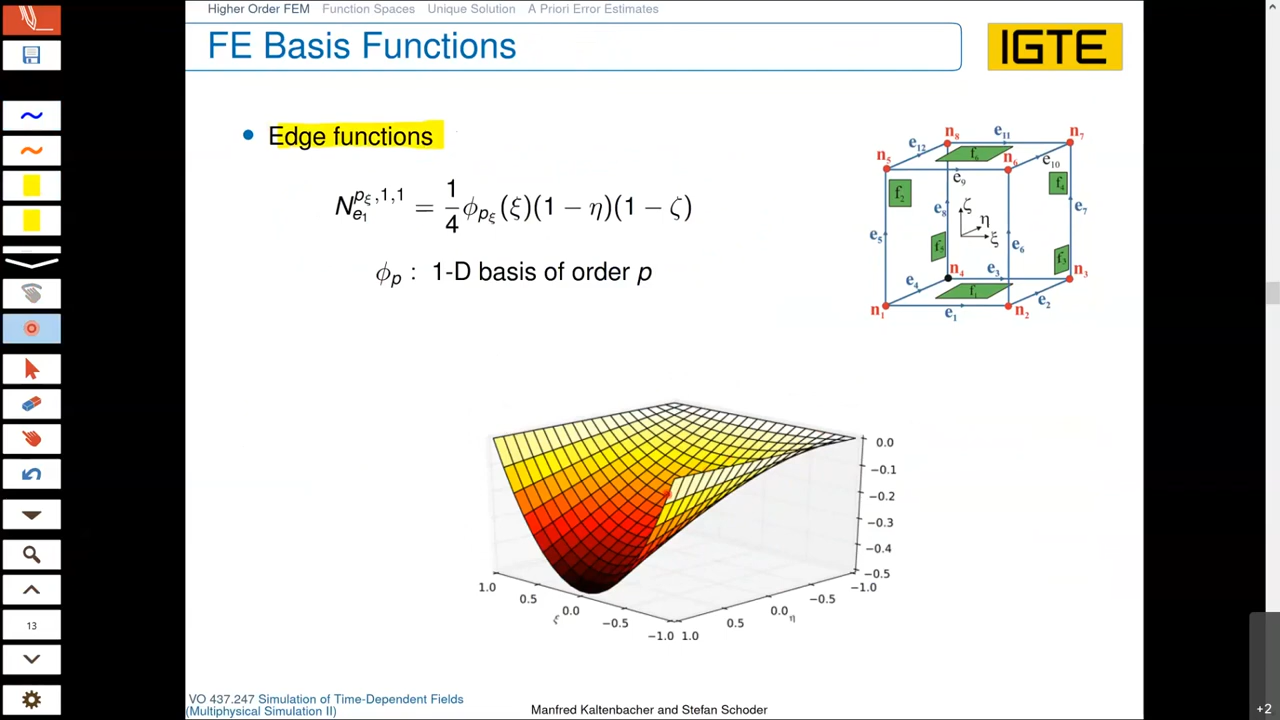 Higher Order FEM Function Spaces Unique Solution A Priori Error Estimates
FE Basis Functions
IGTE
• Edge functions
N_{e_1}^{p_ξ,1,1} = \frac{1}{4} ϕ_{p_ξ}(ξ)(1 − η)(1 − ζ)
ϕ_p : 1-D basis of order p
n8 e11 n7
e12
n5 f6 n6 e10
e9
f2 f4
e8 ζ e7
η
e5 ξ e6
f5 f3
n4 e3 n3
e4
f1 e2
n1 e1 n2
0.0
−0.1
−0.2
−0.3
−0.4
−0.5
1.0 0.5 0.0 −0.5 −1.0
ξ
1.0 0.5 0.0 −0.5 −1.0
η
13
VO 437.247 Simulation of Time-Dependent Fields
(Multiphysical Simulation II)
Manfred Kaltenbacher and Stefan Schoder
+2